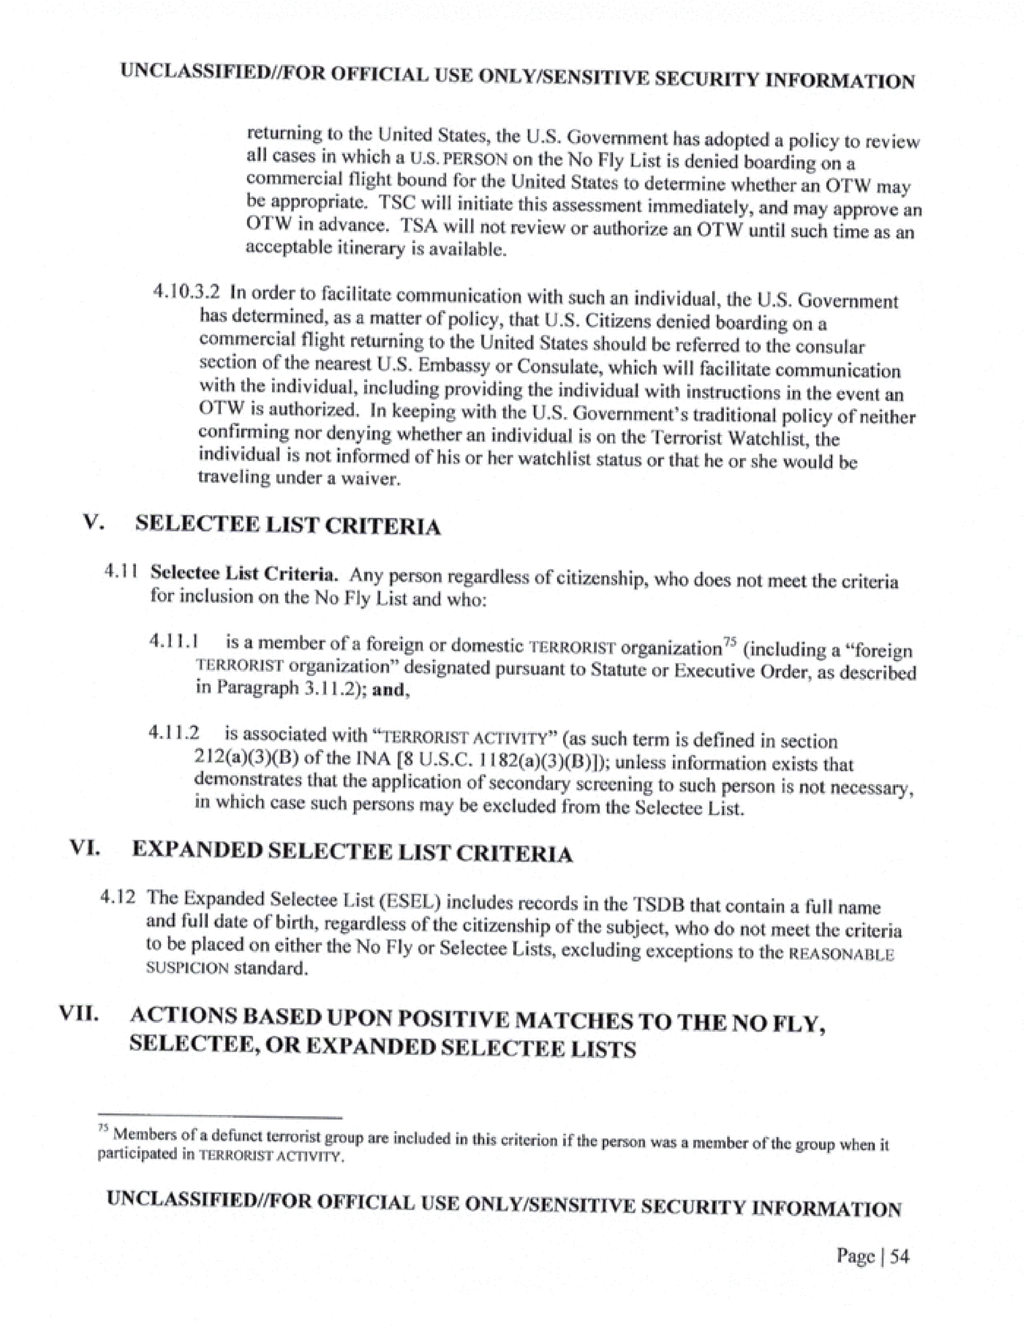 UNCLASSIFIED//FOR OFFICIAL USE ONLY/SENSITIVE SECURITY INFORMATION
returning to the United States, the U.S. Government has adopted a policy to review
all cases in which a U.S. PERSON on the No Fly List is denied boarding on a
commercial flight bound for the United States to determine whether an OTW may
be appropriate. TSC will initiate this assessment immediately, and may approve an
OTW in advance. TSA will not review or authorize an OTW until such time as an
acceptable itinerary is available.
4.10.3.2 In order to facilitate communication with such an individual, the U.S. Government
has determined, as a matter of policy, that U.S. Citizens denied boarding on a
commercial flight returning to the United States should be referred to the consular
section of the nearest U.S. Embassy or Consulate, which will facilitate communication
with the individual, including providing the individual with instructions in the event an
OTW is authorized. In keeping with the U.S. Government's traditional policy of neither
confirming nor denying whether an individual is on the Terrorist Watchlist, the
individual is not informed of his or her watchlist status or that he or she would be
traveling under a waiver.
V. SELECTEE LIST CRITERIA
4.11 Selectee List Criteria. Any person regardless of citizenship, who does not meet the criteria
for inclusion on the No Fly List and who:
4.11.1 is a member of a foreign or domestic TERRORIST organization75 (including a "foreign
TERRORIST organization" designated pursuant to Statute or Executive Order, as described
in Paragraph 3.11.2); and,
4.11.2 is associated with "TERRORIST ACTIVITY" (as such term is defined in section
212(a)(3)(B) of the INA [8 U.S.C. 1182(a)(3)(B)]); unless information exists that
demonstrates that the application of secondary screening to such person is not necessary,
in which case such persons may be excluded from the Selectee List.
VI. EXPANDED SELECTEE LIST CRITERIA
4.12 The Expanded Selectee List (ESEL) includes records in the TSDB that contain a full name
and full date of birth, regardless of the citizenship of the subject, who do not meet the criteria
to be placed on either the No Fly or Selectee Lists, excluding exceptions to the REASONABLE
SUSPICION standard.
VII. ACTIONS BASED UPON POSITIVE MATCHES TO THE NO FLY,
SELECTEE, OR EXPANDED SELECTEE LISTS
75 Members of a defunct terrorist group are included in this criterion if the person was a member of the group when it
participated in TERRORIST ACTIVITY.
UNCLASSIFIED//FOR OFFICIAL USE ONLY/SENSITIVE SECURITY INFORMATION
Page | 54